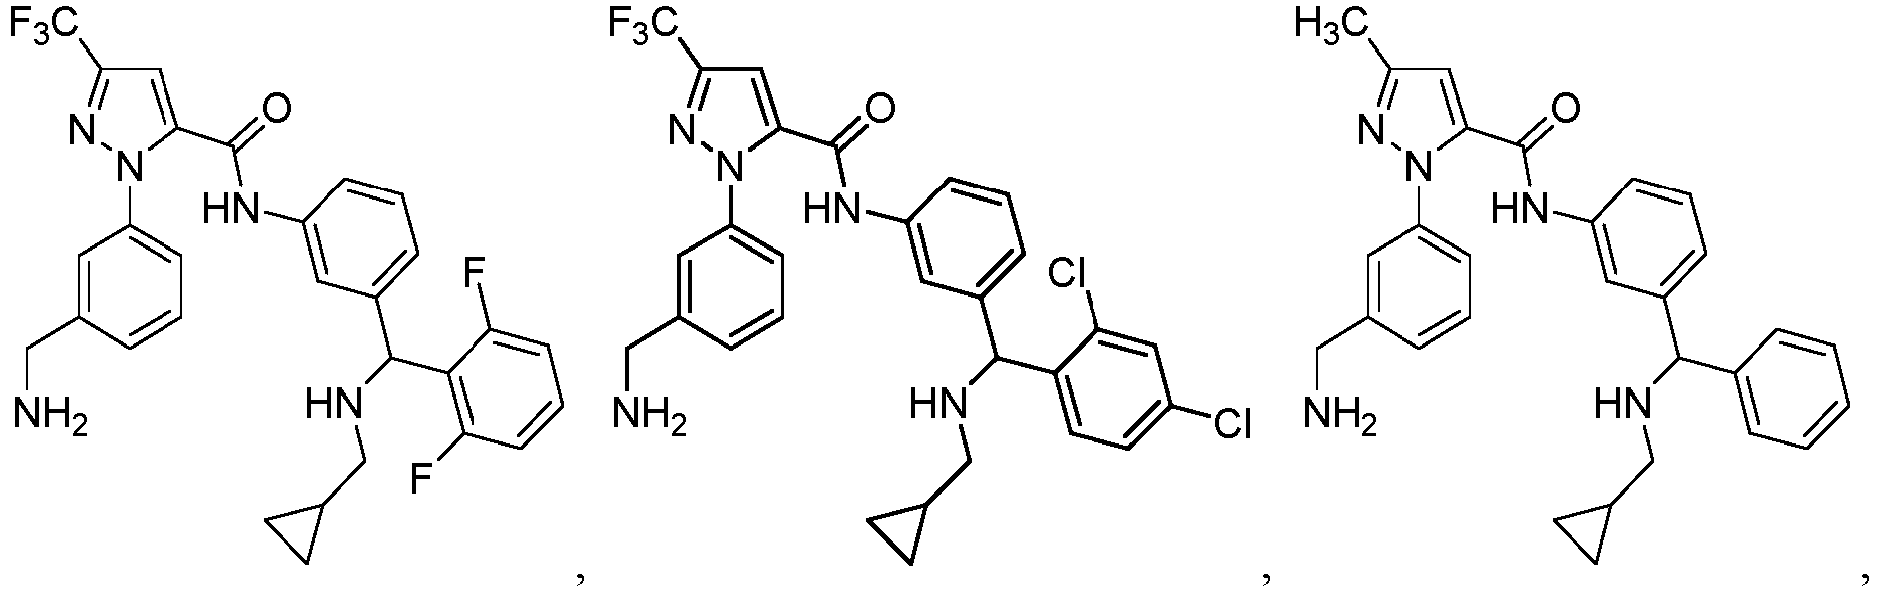 F3C F3C H3C
O O O
N N N
N N N
HN HN HN
F Cl
NH2 HN NH2 HN Cl NH2 HN
F
, , ,